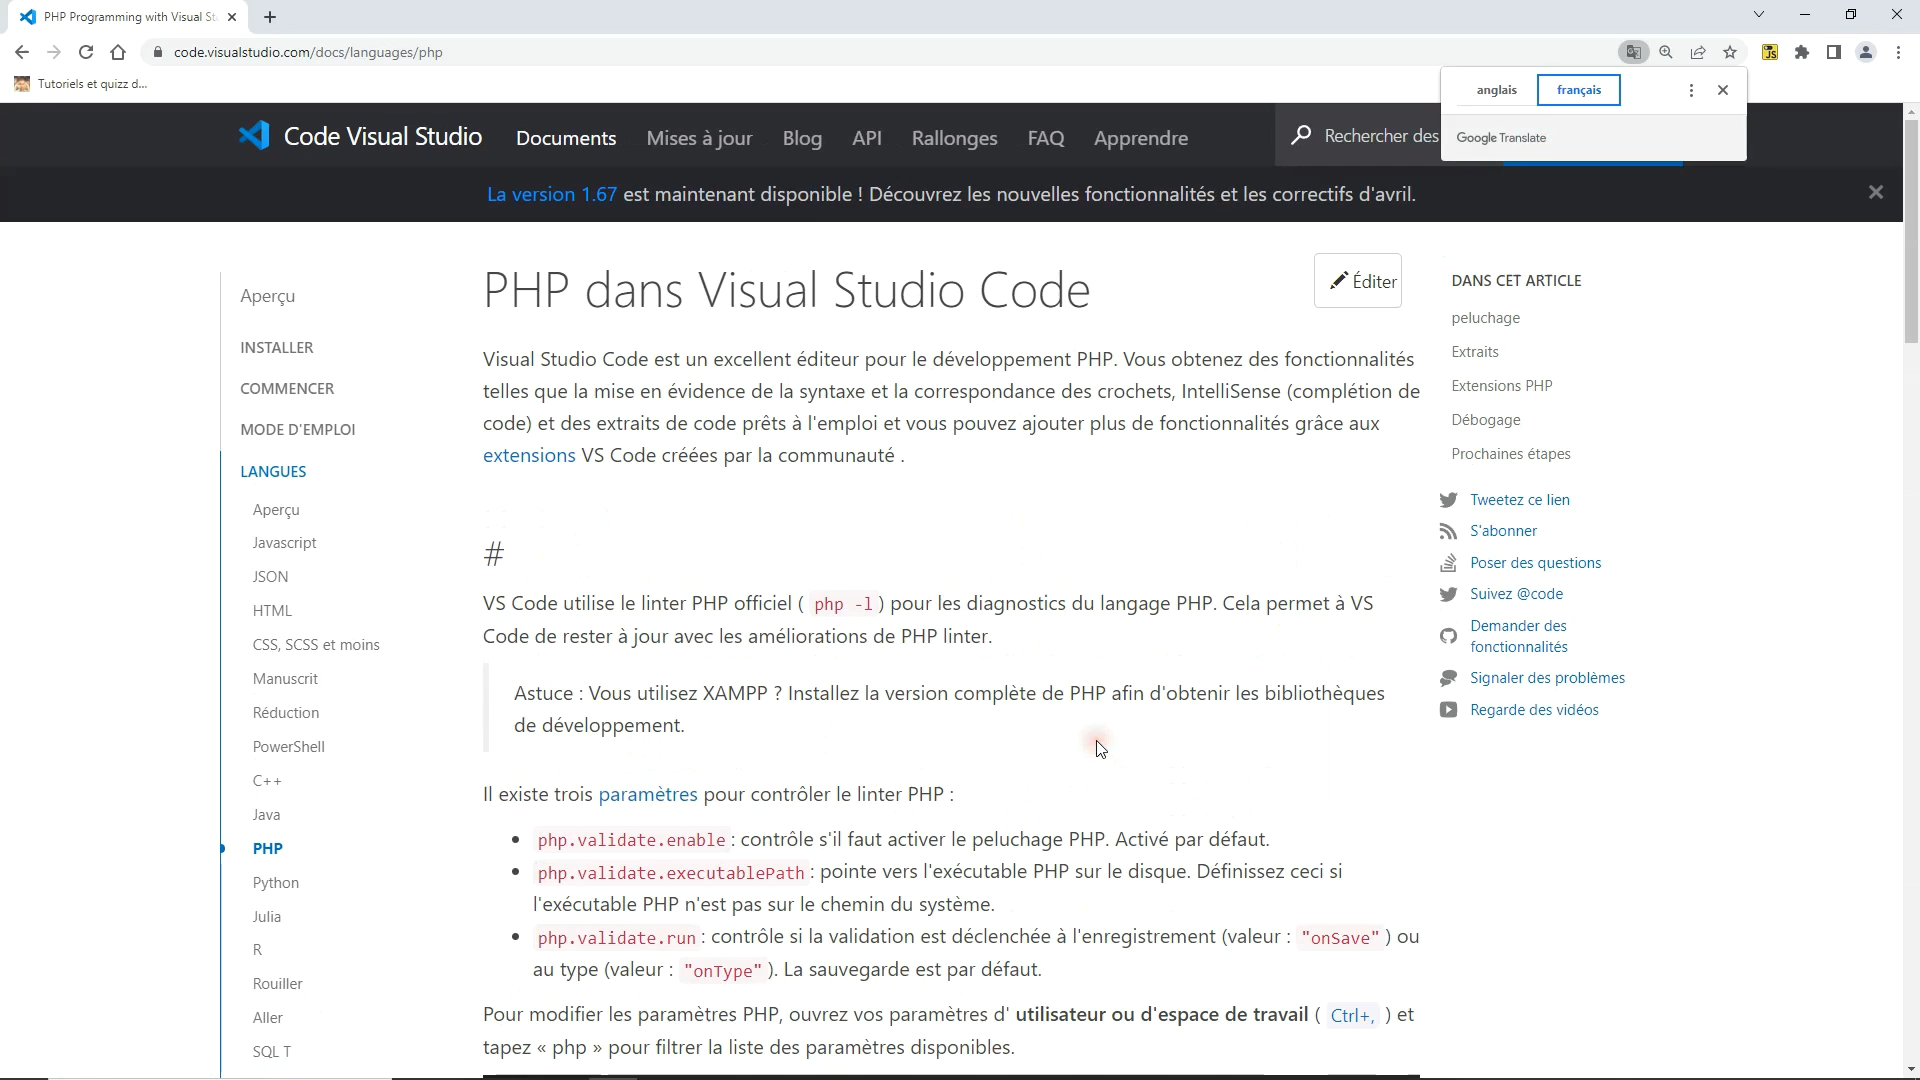 PHP Programming with Visual St
code.visualstudio.com/docs/languages/php
JS
Tutoriels et quizz d...
anglais
français
Google Translate
Code Visual Studio
Documents
Mises à jour
Blog
API
Rallonges
FAQ
Apprendre
Rechercher des
La version 1.67 est maintenant disponible ! Découvrez les nouvelles fonctionnalités et les correctifs d'avril.
Aperçu
INSTALLER
COMMENCER
MODE D'EMPLOI
LANGUES
Aperçu
Javascript
JSON
HTML
CSS, SCSS et moins
Manuscrit
Réduction
PowerShell
C++
Java
PHP
Python
Julia
R
Rouiller
Aller
SQL T
PHP dans Visual Studio Code
Éditer
Visual Studio Code est un excellent éditeur pour le développement PHP. Vous obtenez des fonctionnalités
telles que la mise en évidence de la syntaxe et la correspondance des crochets, IntelliSense (complétion de
code) et des extraits de code prêts à l'emploi et vous pouvez ajouter plus de fonctionnalités grâce aux
extensions VS Code créées par la communauté .
#
VS Code utilise le linter PHP officiel ( php -l ) pour les diagnostics du langage PHP. Cela permet à VS
Code de rester à jour avec les améliorations de PHP linter.
Astuce : Vous utilisez XAMPP ? Installez la version complète de PHP afin d'obtenir les bibliothèques
de développement.
Il existe trois paramètres pour contrôler le linter PHP :
• php.validate.enable : contrôle s'il faut activer le peluchage PHP. Activé par défaut.
• php.validate.executablePath : pointe vers l'exécutable PHP sur le disque. Définissez ceci si
l'exécutable PHP n'est pas sur le chemin du système.
• php.validate.run : contrôle si la validation est déclenchée à l'enregistrement (valeur : "onSave" ) ou
au type (valeur : "onType" ). La sauvegarde est par défaut.
Pour modifier les paramètres PHP, ouvrez vos paramètres d' utilisateur ou d'espace de travail ( Ctrl+, ) et
tapez « php » pour filtrer la liste des paramètres disponibles.
DANS CET ARTICLE
peluchage
Extraits
Extensions PHP
Débogage
Prochaines étapes
Tweetez ce lien
S'abonner
Poser des questions
Suivez @code
Demander des
fonctionnalités
Signaler des problèmes
Regarde des vidéos